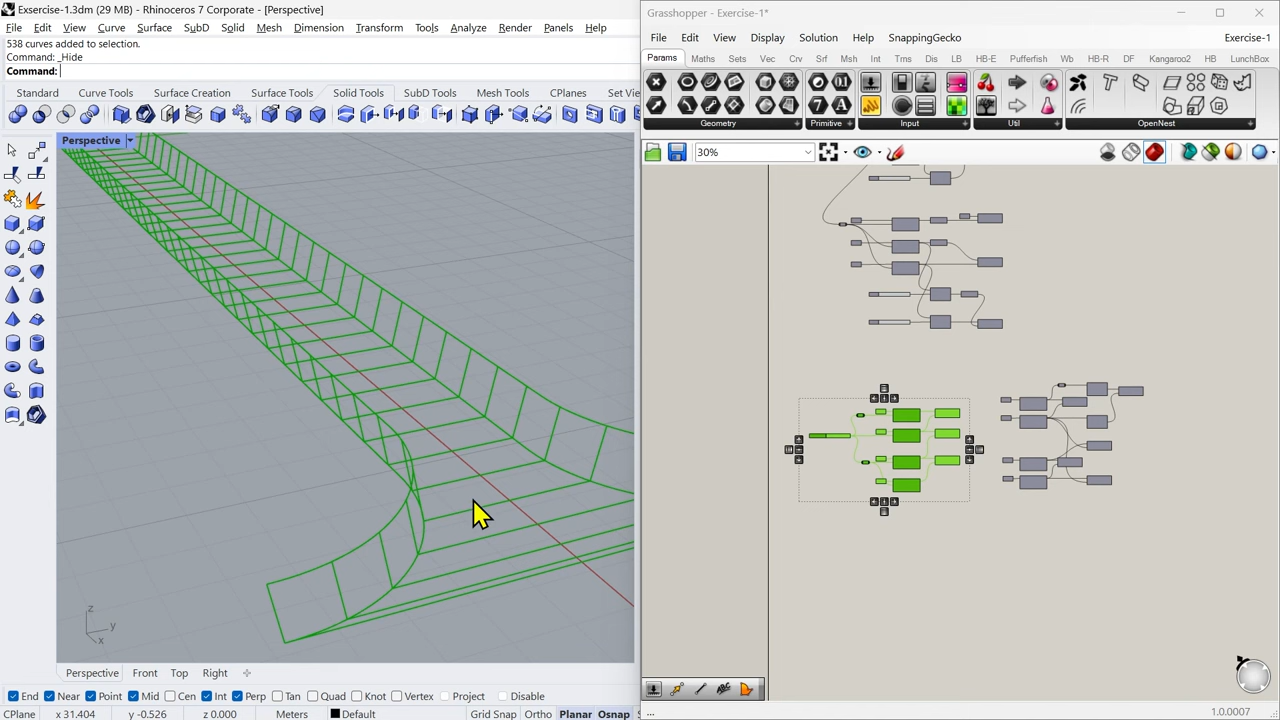 Exsercise-1.3dm (29 MB) - Rhinoceros 7 Corporate - [Perspective]
File Edit View Curve Surface SubD Solid Mesh Dimension Transform Tools Analyze Render Panels Help
538 curves added to selection.
Command: _Hide
Command:
Standard Curve Tools Surface Creation Surface Tools Solid Tools SubD Tools Mesh Tools CPlanes Set Vie
Perspective
z
y
x
Perspective Front Top Right
End Near Point Mid Cen Int Perp Tan Quad Knot Vertex Project Disable
CPlane x 31.404 y -0.526 z 0.000 Meters Default Grid Snap Ortho Planar Osnap
Grasshopper - Exercise-1*
File Edit View Display Solution Help SnappingGecko Exercise-1
Params Maths Sets Vec Crv Srf Msh Int Trns Dis LB HB-E Pufferfish Wb HB-R DF Kangaroo2 HB LunchBox
Geometry Primitive Input Util OpenNest
30%
...
1.0.0007